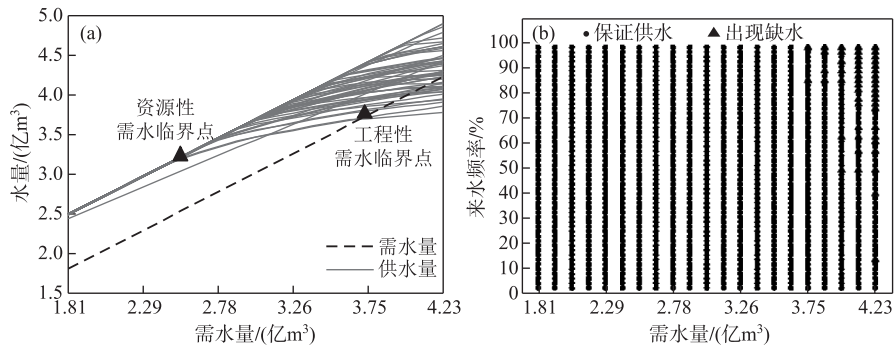 (a)
5.0
4.5
4.0
3.5
3.0
2.5
2.0
1.5
水量/(亿m³)
资源性
需水临界点
工程性
需水临界点
需水量
供水量
1.81 2.29 2.78 3.26 3.75 4.23
需水量/(亿m³)
(b) 保证供水 出现缺水
100
90
80
70
60
50
40
30
20
10
0
来水频率/%
1.81 2.29 2.78 3.26 3.75 4.23
需水量/(亿m³)